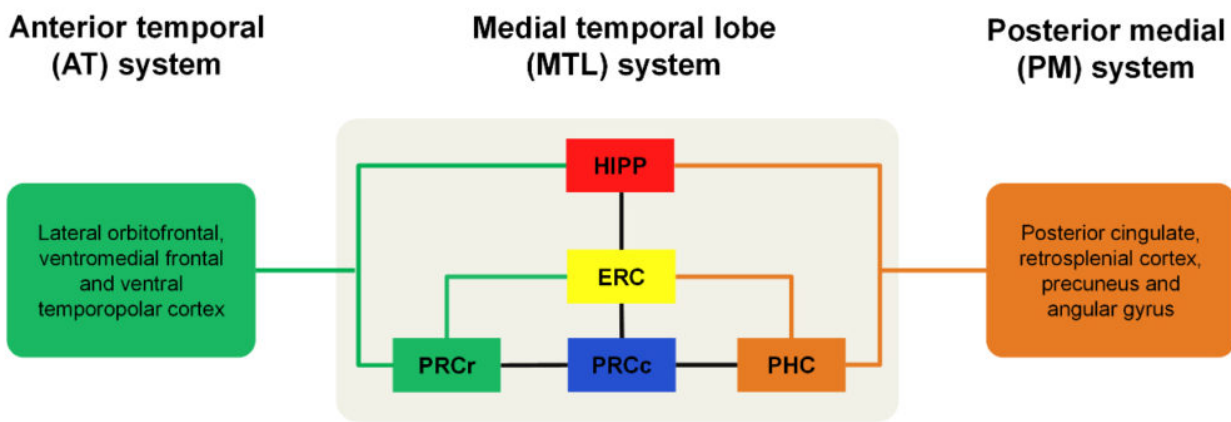 Anterior temporal
(AT) system
Medial temporal lobe
(MTL) system
Posterior medial
(PM) system
Lateral orbitofrontal,
ventromedial frontal
and ventral
temporopolar cortex
HIPP
ERC
PRCr
PRCc
PHC
Posterior cingulate,
retrosplenial cortex,
precuneus and
angular gyrus